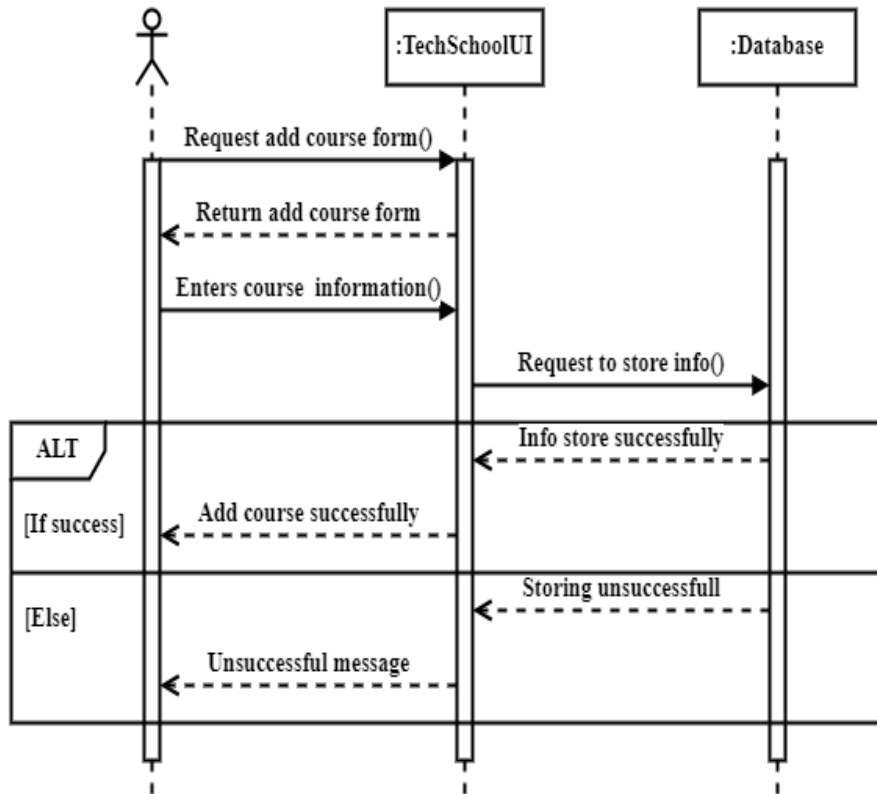 :TechSchoolUI
:Database
Request add course form()
Return add course form
Enters course information()
Request to store info()
ALT
Info store successfully
[If success]
Add course successfully
Storing unsuccessfull
[Else]
Unsuccessful message